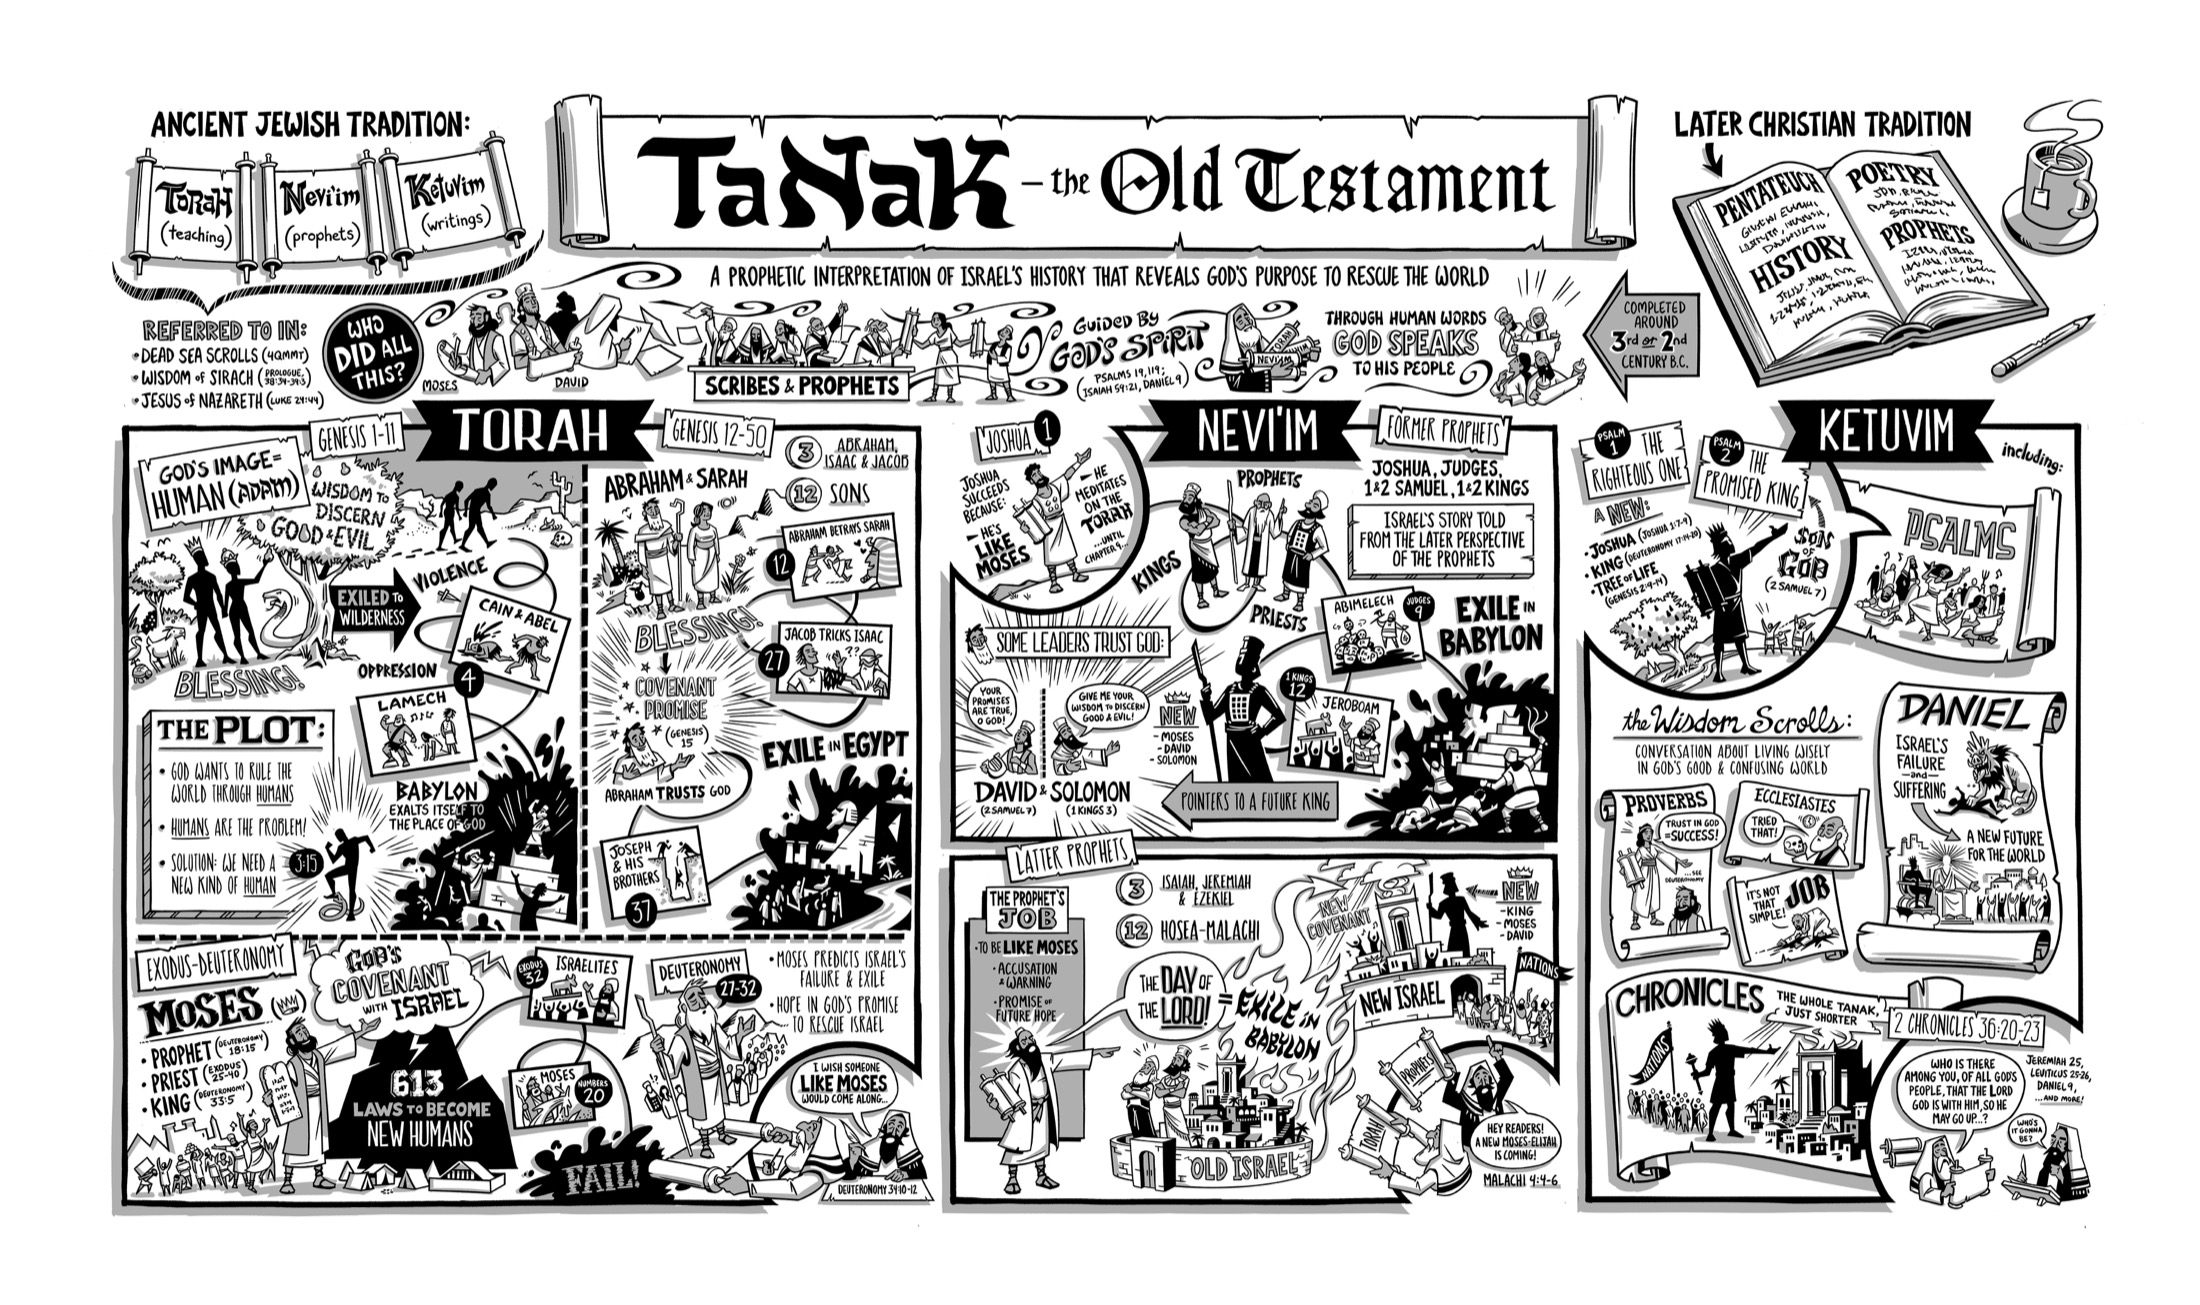 ANCIENT JEWISH TRADITION:
TORAH
(teaching)
Nevi'im
(prophets)
Ketuvim
(writings)
TaNaK – the Old Testament
LATER CHRISTIAN TRADITION
PENTATEUCH
HISTORY
POETRY
PROPHETS
A PROPHETIC INTERPRETATION OF ISRAEL'S HISTORY THAT REVEALS GOD'S PURPOSE TO RESCUE THE WORLD
REFERRED TO IN:
• DEAD SEA SCROLLS (4QMMT)
• WISDOM OF SIRACH (PROLOGUE,
• JESUS OF NAZARETH (LUKE 24:44)
WHO
DID ALL
THIS?
MOSES
DAVID
SCRIBES & PROPHETS
GUIDED BY
GOD'S SPIRIT
PSALMS 19, 119;
(ISAIAH 59:21, DANIEL 9)
TORAH
NEVI'IM
THROUGH HUMAN WORDS
GOD SPEAKS
TO HIS PEOPLE
COMPLETED
AROUND
3rd or 2nd
CENTURY B.C.
TORAH
GENESIS 1-11
GOD'S IMAGE =
HUMAN (ADAM)
WISDOM TO
DISCERN
GOOD & EVIL
BLESSING!
EXILED TO
WILDERNESS
VIOLENCE
CAIN & ABEL
OPPRESSION
4
LAMECH
THE PLOT:
• GOD WANTS TO RULE THE
WORLD THROUGH HUMANS
• HUMANS ARE THE PROBLEM!
• SOLUTION: WE NEED A
NEW KIND OF HUMAN
3:15
BABYLON
EXALTS ITSELF TO
THE PLACE OF GOD
GENESIS 12-50
3 ABRAHAM,
ISAAC & JACOB
12 SONS
ABRAHAM & SARAH
BLESSING!
ABRAHAM BETRAYS SARAH
12
JACOB TRICKS ISAAC
??
27
COVENANT
PROMISE
(GENESIS
15
ABRAHAM TRUSTS GOD
EXILE IN EGYPT
JOSEPH
& HIS
BROTHERS
37
EXODUS-DEUTERONOMY
MOSES
• PROPHET (DEUTERONOMY
18:15)
• PRIEST (EXODUS
25-40)
• KING (DEUTERONOMY
33:5)
GOD'S
COVENANT
WITH ISRAEL
613
LAWS TO BECOME
NEW HUMANS
EXODUS
32
ISRAELITES
MOSES
NUMBERS
20
FAIL!
DEUTERONOMY
27-32
• MOSES PREDICTS ISRAEL'S
FAILURE & EXILE
• HOPE IN GOD'S PROMISE
TO RESCUE ISRAEL
I WISH SOMEONE
LIKE MOSES
WOULD COME ALONG...
DEUTERONOMY 34:10-12
NEVI'IM
JOSHUA 1
JOSHUA
SUCCEEDS
BECAUSE:
– HE'S
LIKE
MOSES
– HE
MEDITATES
ON THE
TORAH
...UNTIL
CHAPTER 9...
FORMER PROPHETS
JOSHUA, JUDGES,
1&2 SAMUEL, 1&2 KINGS
ISRAEL'S STORY TOLD
FROM THE LATER PERSPECTIVE
OF THE PROPHETS
PROPHETS
KINGS
PRIESTS
SOME LEADERS TRUST GOD:
YOUR
PROMISES
ARE TRUE,
O GOD!
GIVE ME YOUR
WISDOM TO DISCERN
GOOD & EVIL!
DAVID & SOLOMON
(2 SAMUEL 7)
(1 KINGS 3)
NEW
- MOSES
- DAVID
- SOLOMON
POINTERS TO A FUTURE KING
ABIMELECH
JUDGES
9
1 KINGS
12
JEROBOAM
EXILE IN
BABYLON
LATTER PROPHETS
THE PROPHET'S
JOB
• TO BE LIKE MOSES
• ACCUSATION
& WARNING
• PROMISE OF
FUTURE HOPE
3 ISAIAH, JEREMIAH
& EZEKIEL
12 HOSEA-MALACHI
THE DAY OF
THE LORD!
= EXILE IN
BABYLON
OLD ISRAEL
NEW
COVENANT
NEW ISRAEL
NEW
- KING
- MOSES
- DAVID
NATIONS
PROPHETS
TORAH
HEY READERS!
A NEW MOSES-ELIJAH
IS COMING!
MALACHI 4:4-6
KETUVIM
including:
PSALM
1
THE
RIGHTEOUS ONE
PSALM
2
THE
PROMISED KING
A NEW:
• JOSHUA (JOSHUA 1:7-9)
• KING (DEUTERONOMY 17:14-20)
• TREE OF LIFE
(GENESIS 2:9-14)
SON
OF
GOD
(2 SAMUEL 7)
PSALMS
the Wisdom Scrolls:
CONVERSATION ABOUT LIVING WISELY
IN GOD'S GOOD & CONFUSING WORLD
PROVERBS
TRUST IN GOD
=SUCCESS!
...SEE
DEUTERONOMY
ECCLESIASTES
TRIED
THAT!
IT'S NOT
THAT
SIMPLE!
JOB
DANIEL
ISRAEL'S
FAILURE
–and–
SUFFERING
A NEW FUTURE
FOR THE WORLD
CHRONICLES
THE WHOLE TANAK,
JUST SHORTER
NATIONS
2 CHRONICLES 36:20-23
WHO IS THERE
AMONG YOU, OF ALL GOD'S
PEOPLE, THAT THE LORD
GOD IS WITH HIM, SO HE
MAY GO UP...?
JEREMIAH 25,
LEVITICUS 25-26,
DANIEL 9,
...AND MORE!
WHO'S
IT GONNA
BE?